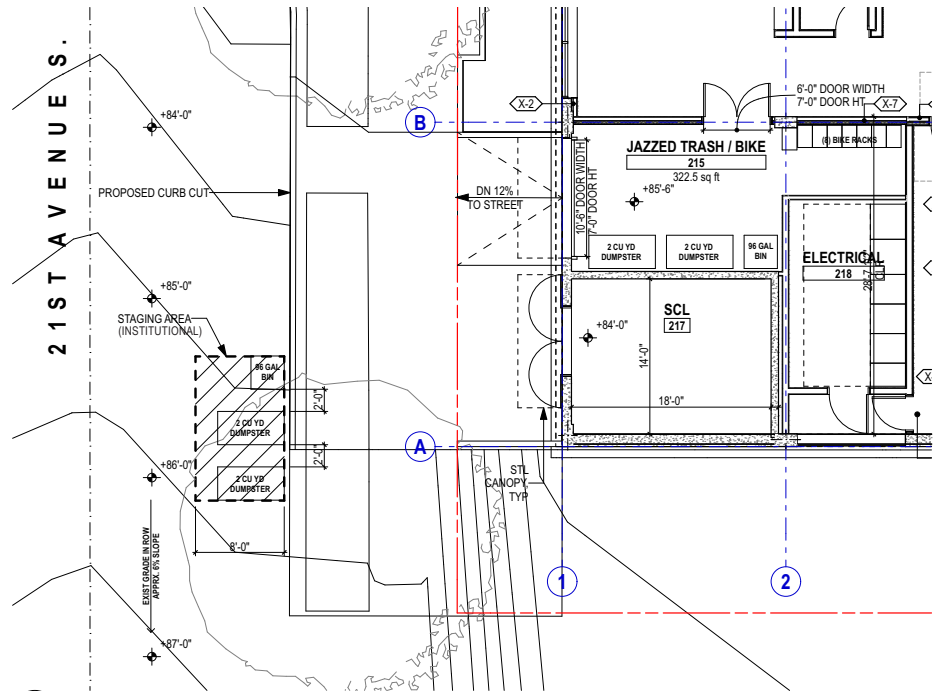 21ST AVENUE S.
+84'-0"
PROPOSED CURB CUT
+85'-0"
STAGING AREA
(INSTITUTIONAL)
96 GAL
BIN
2'-0"
2 CU YD
DUMPSTER
2'-0"
2 CU YD
DUMPSTER
+86'-0"
8'-0"
EXIST GRADE IN ROW
APPRX. 6% SLOPE
+87'-0"
B
A
1
2
X-2
6'-0" DOOR WIDTH
7'-0" DOOR HT
X-7
JAZZED TRASH / BIKE
215
322.5 sq ft
(8) BIKE RACKS
+85'-6"
DN 12%
TO STREET
10'-6" DOOR WIDTH
7'-0" DOOR HT
2 CU YD
DUMPSTER
2 CU YD
DUMPSTER
96 GAL
BIN
ELECTRICAL
218
SCL
217
+84'-0"
14'-0"
18'-0"
STL
CANOPY,
TYP